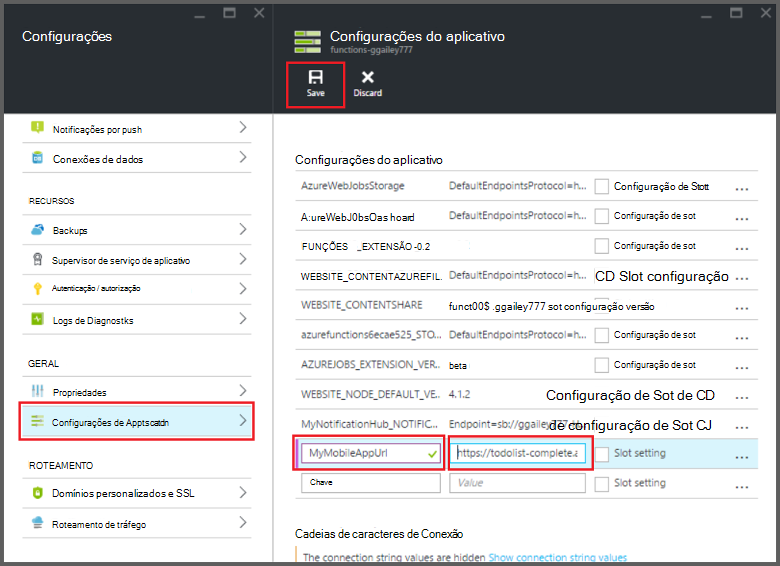 Configurações
Notificações por push
Conexões de dados
RECURSOS
Backups
Supervisor de serviço de aplicativo
Autenticação / autorização
Logs de Diagnostks
GERAL
Propriedades
Configurações de Apptscatdn
ROTEAMENTO
Domínios personalizados e SSL
Roteamento de tráfego
Configurações do aplicativo
functions-ggailey777
Save Discard
Configurações do aplicativo
AzureWebJobsStorage DefaultEndpointsProtocol=h... Configuração de Stott ...
A:ureWebJ0bsOas hoard DefaultEndpointsProtocol=h... Configuração de sot ...
FUNÇÕES _EXTENSÃO -0.2 Configuração de sot ...
WEBSITE_CONTENTAZUREFIL. DefaultEndpointsProtocol=h... CD Slot configuração ...
WEBSITE_CONTENTSHARE funct00$ .ggailey777 sot configuração versão ...
azurefunctions6ecae525_STO... DefaultEndpointsProtocol=h... Configuração de sot ...
AZUREJOBS_EXTENSION_VER... beta Configuração de sot ...
WEBSITE_NODE_DEFAULT_VE... 4.1.2 Configuração de Sot de CD ...
MyNotificationHub_NOTIFIC... Endpoint=sb://ggailey777 de configuração de Sot CJ ...
MyMobileAppUrl https://todolist-complete.a Slot setting ...
Chave Value Slot setting ...
Cadeias de caracteres de Conexão
The connection string values are hidden Show connection string values